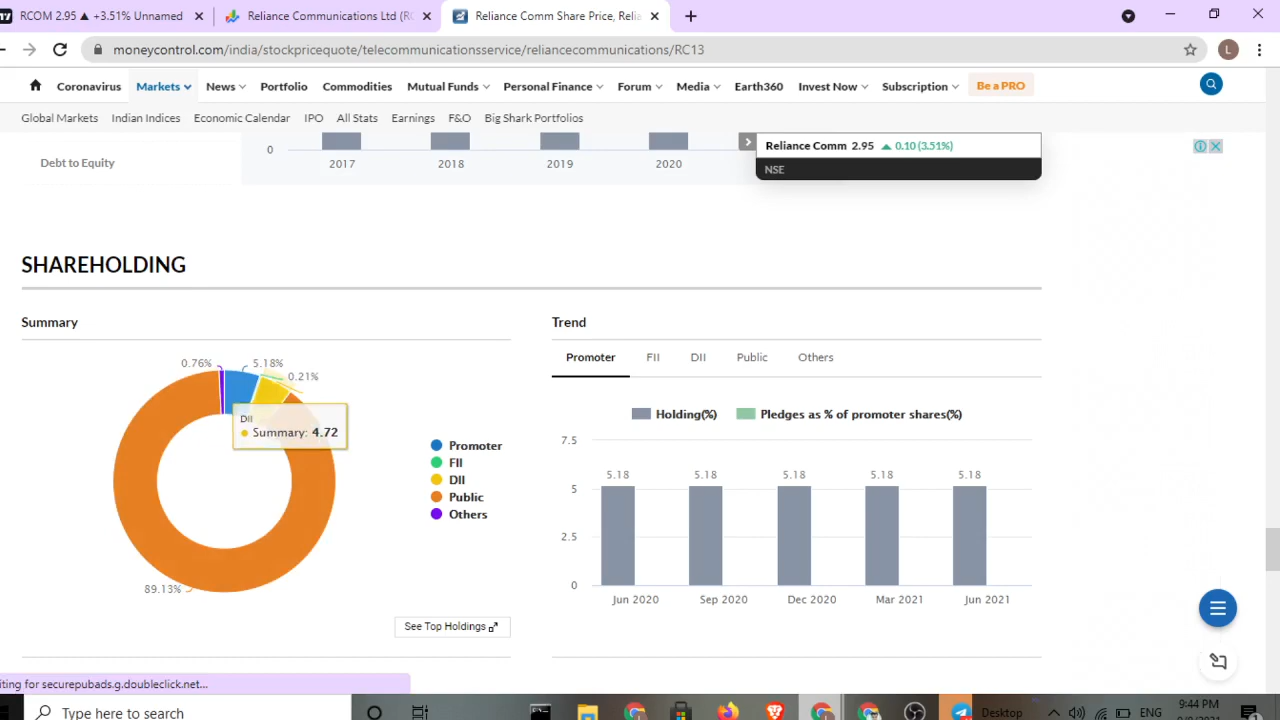 RCOM 2.95 ▲ +3.51% Unnamed
Reliance Communications Ltd (RC
Reliance Comm Share Price, Relia
moneycontrol.com/india/stockpricequote/telecommunicationsservice/reliancecommunications/RC13
L
Coronavirus Markets News Portfolio Commodities Mutual Funds Personal Finance Forum Media Earth360 Invest Now Subscription Be a PRO
Global Markets Indian Indices Economic Calendar IPO All Stats Earnings F&O Big Shark Portfolios
Debt to Equity
0
2017 2018 2019 2020
Reliance Comm 2.95 ▲ 0.10 (3.51%)
NSE
SHAREHOLDING
Summary
0.76% 5.18%
0.21%
DII
Summary: 4.72
89.13%
Promoter
FII
DII
Public
Others
See Top Holdings
Trend
Promoter FII DII Public Others
Holding(%) Pledges as % of promoter shares(%)
7.5
5
2.5
0
5.18 5.18 5.18 5.18 5.18
Jun 2020 Sep 2020 Dec 2020 Mar 2021 Jun 2021
iting for securepubads.g.doubleclick.net...
Type here to search
Desktop
ENG
9:44 PM